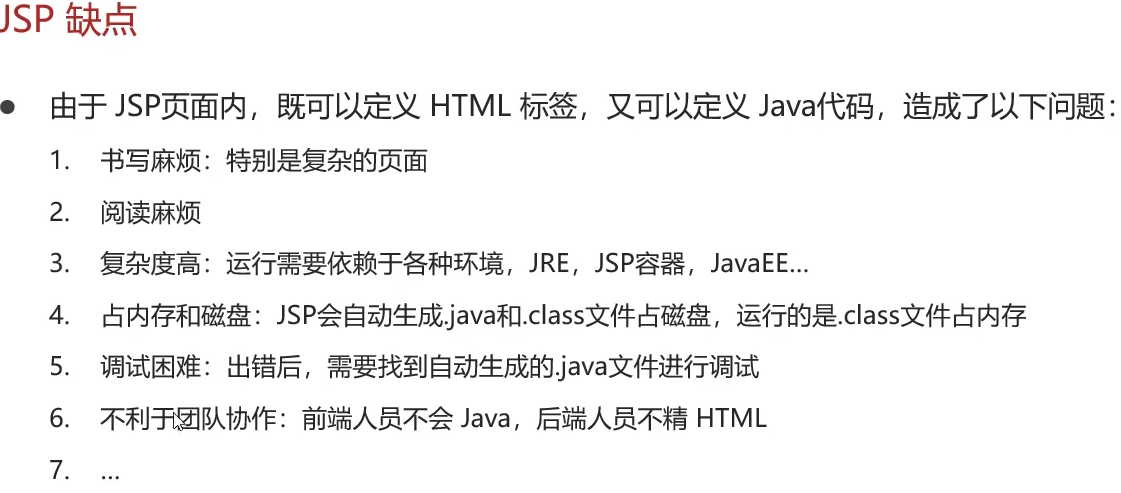 JSP 缺点
● 由于 JSP页面内，既可以定义 HTML 标签，又可以定义 Java代码，造成了以下问题：
1. 书写麻烦：特别是复杂的页面
2. 阅读麻烦
3. 复杂度高：运行需要依赖于各种环境，JRE，JSP容器，JavaEE…
4. 占内存和磁盘：JSP会自动生成.java和.class文件占磁盘，运行的是.class文件占内存
5. 调试困难：出错后，需要找到自动生成的.java文件进行调试
6. 不利于团队协作：前端人员不会 Java，后端人员不精 HTML
7. …